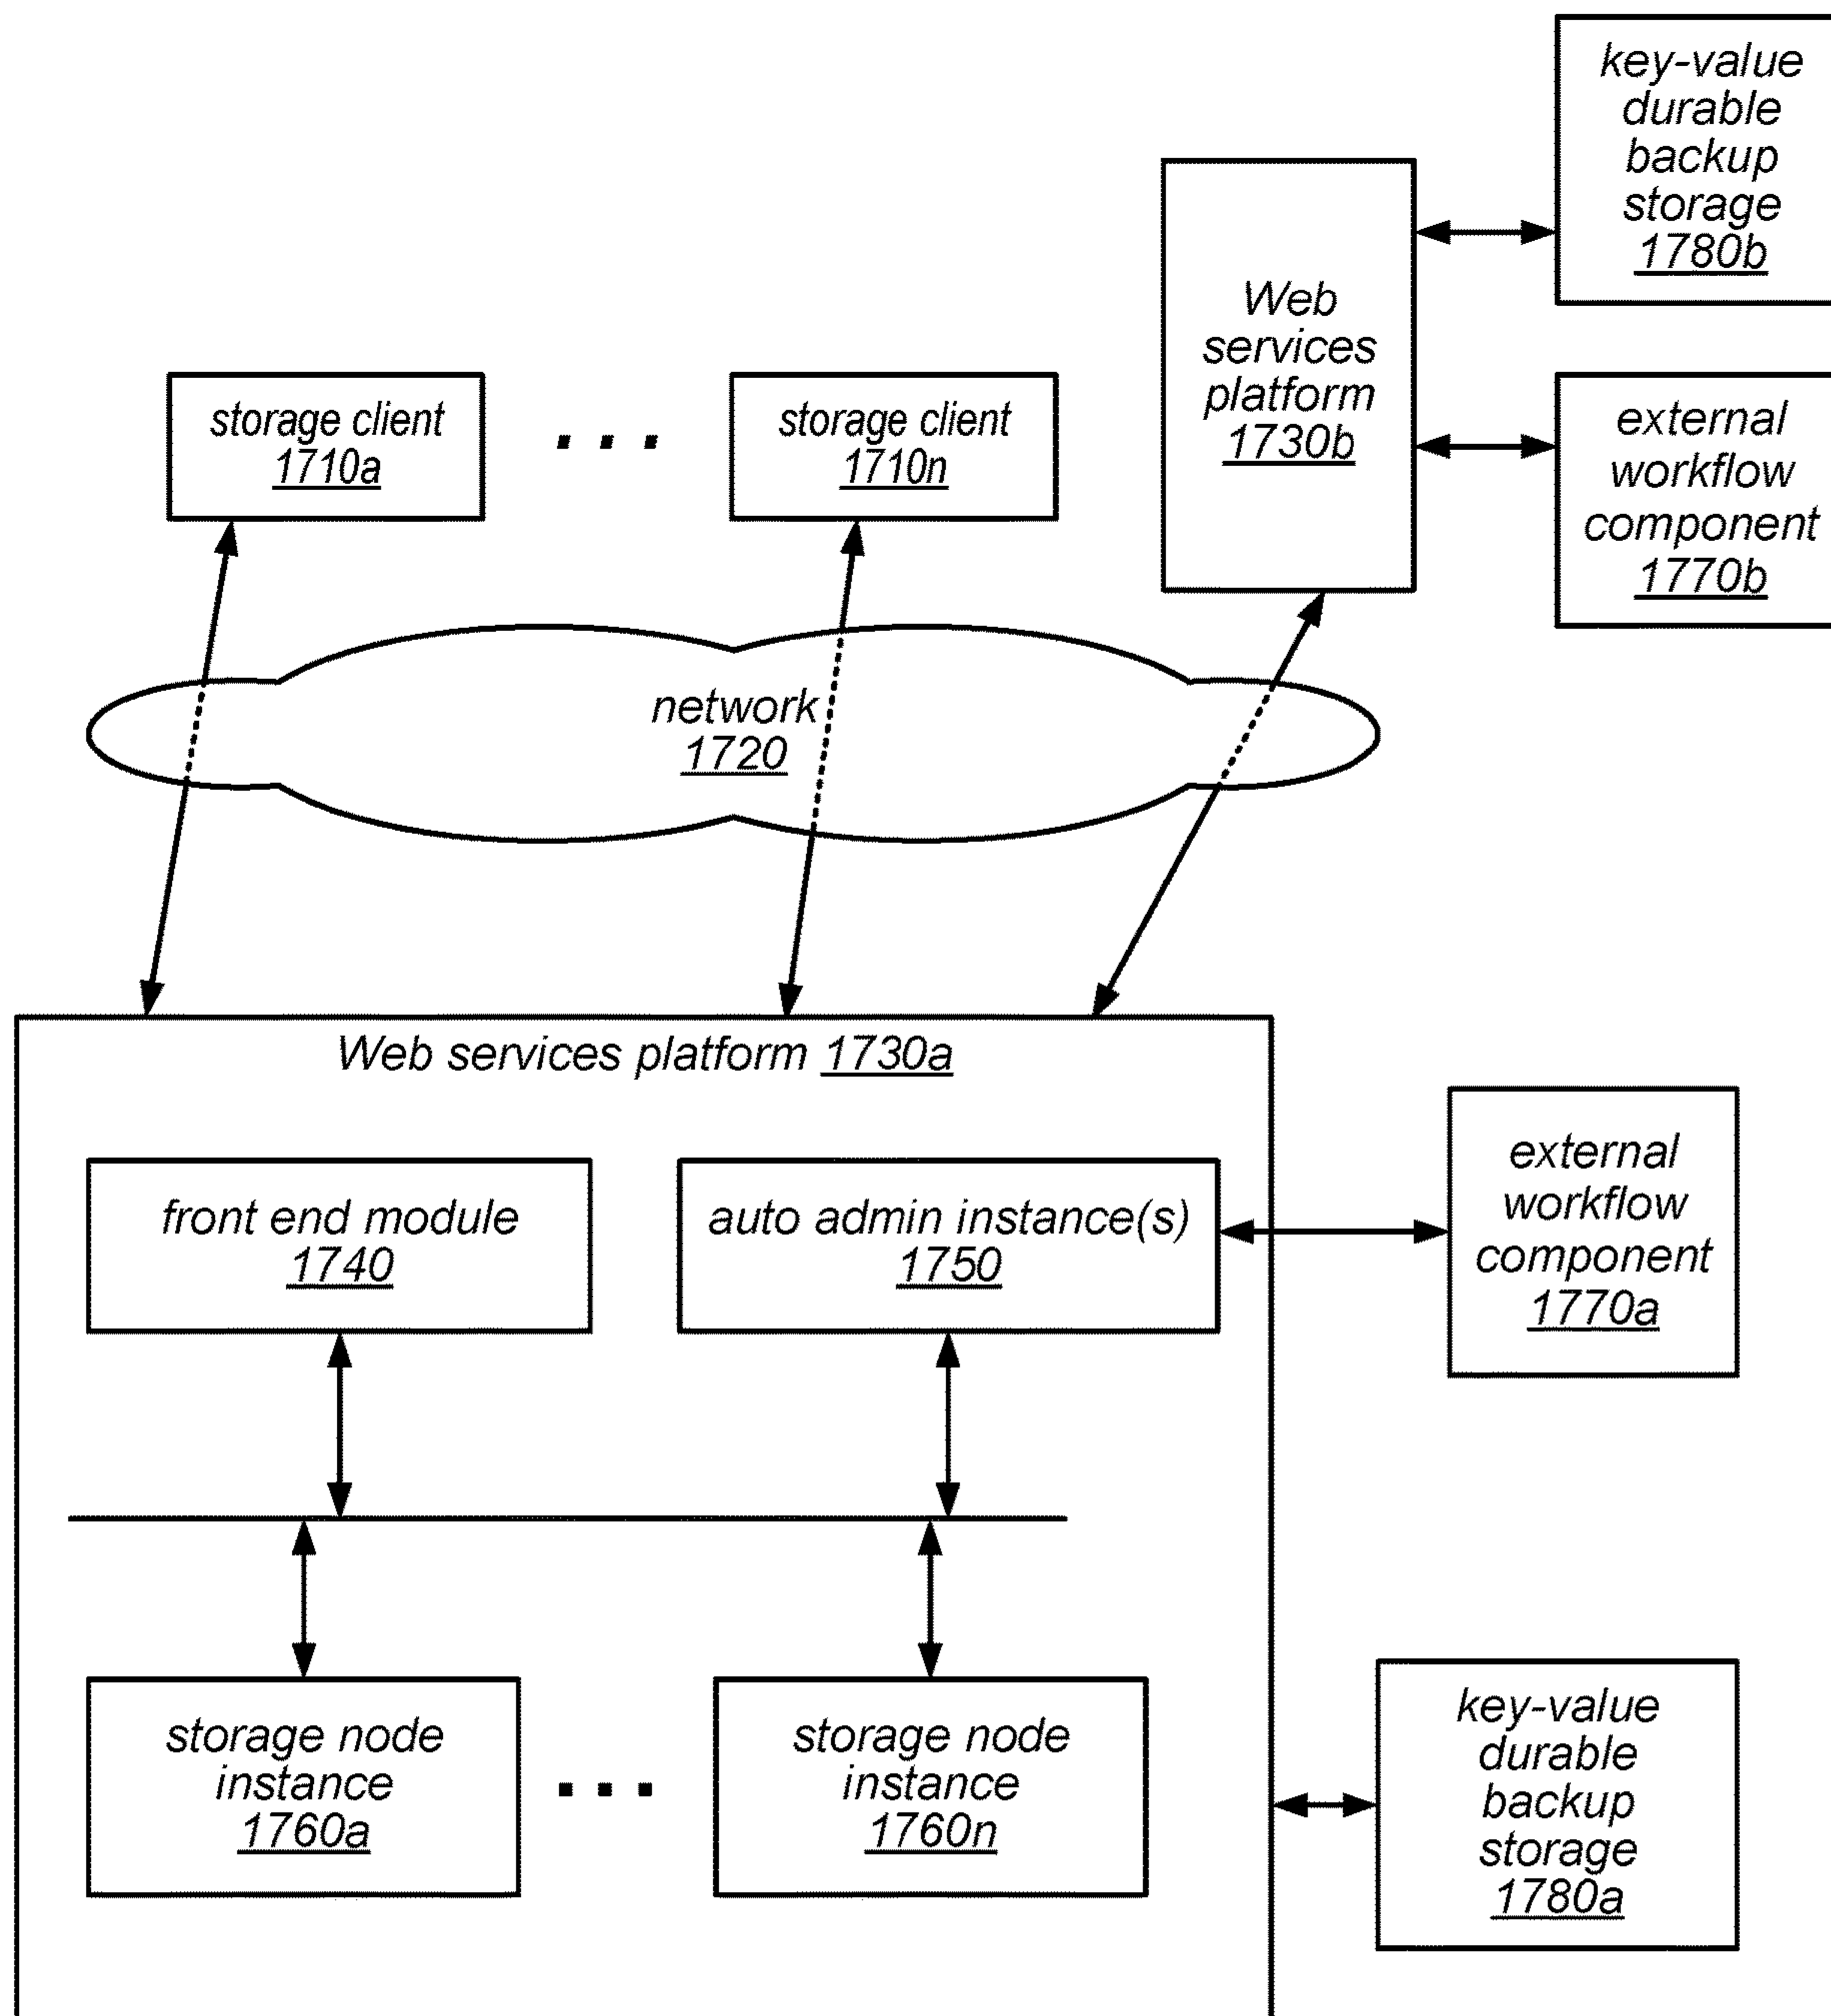 key-value
durable
backup
storage
1780b
Web
services
platform
1730b
external
workflow
component
1770b
storage client
1710a
. . .
storage client
1710n
network
1720
Web services platform 1730a
front end module
1740
auto admin instance(s)
1750
external
workflow
component
1770a
storage node
instance
1760a
. . .
storage node
instance
1760n
key-value
durable
backup
storage
1780a